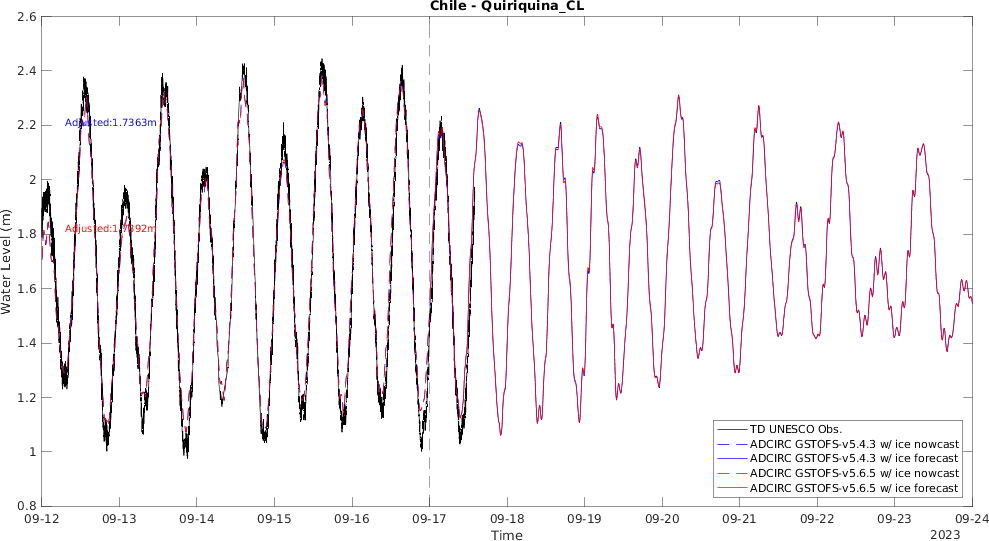 Chile - Quiriquina_CL
2.6
2.4
2.2
2
1.8
1.6
1.4
1.2
1
0.8
Water Level (m)
Adjusted:1.7363m
Adjusted:1.7392m
TD UNESCO Obs.
ADCIRC GSTOFS-v5.4.3 w/ ice nowcast
ADCIRC GSTOFS-v5.4.3 w/ ice forecast
ADCIRC GSTOFS-v5.6.5 w/ ice nowcast
ADCIRC GSTOFS-v5.6.5 w/ ice forecast
09-12 09-13 09-14 09-15 09-16 09-17 09-18 09-19 09-20 09-21 09-22 09-23 09-24
Time
2023